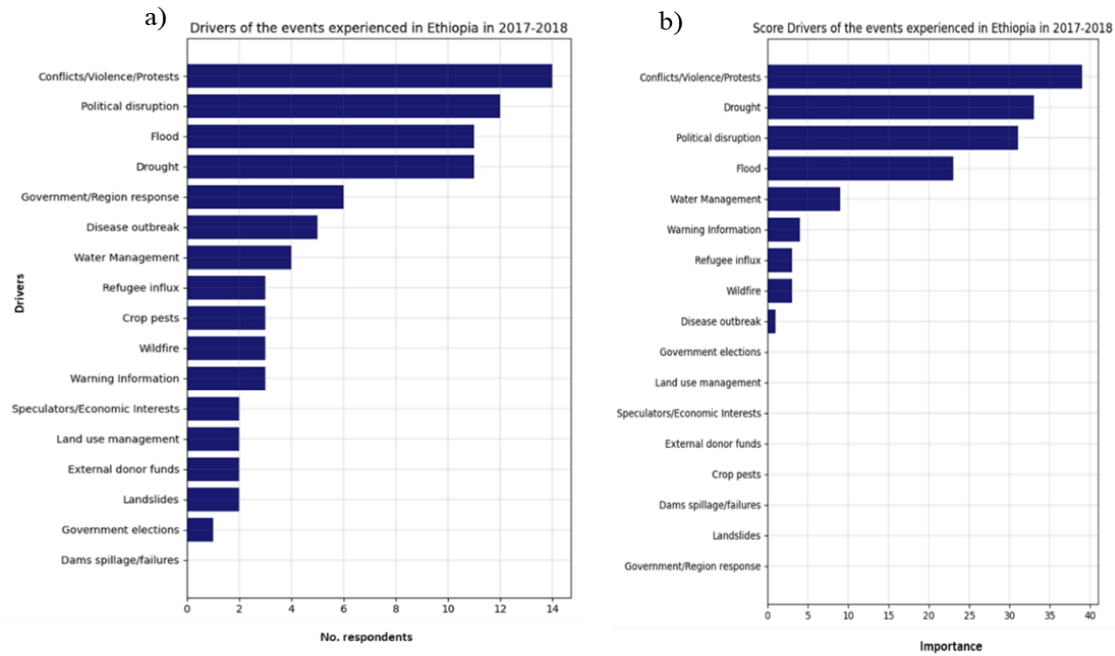 a)
Drivers of the events experienced in Ethiopia in 2017-2018
Drivers
Conflicts/Violence/Protests
Political disruption
Flood
Drought
Government/Region response
Disease outbreak
Water Management
Refugee influx
Crop pests
Wildfire
Warning Information
Speculators/Economic Interests
Land use management
External donor funds
Landslides
Government elections
Dams spillage/failures
0 2 4 6 8 10 12 14
No. respondents
b)
Score Drivers of the events experienced in Ethiopia in 2017-2018
Conflicts/Violence/Protests
Drought
Political disruption
Flood
Water Management
Warning Information
Refugee influx
Wildfire
Disease outbreak
Government elections
Land use management
Speculators/Economic Interests
External donor funds
Crop pests
Dams spillage/failures
Landslides
Government/Region response
0 5 10 15 20 25 30 35 40
Importance